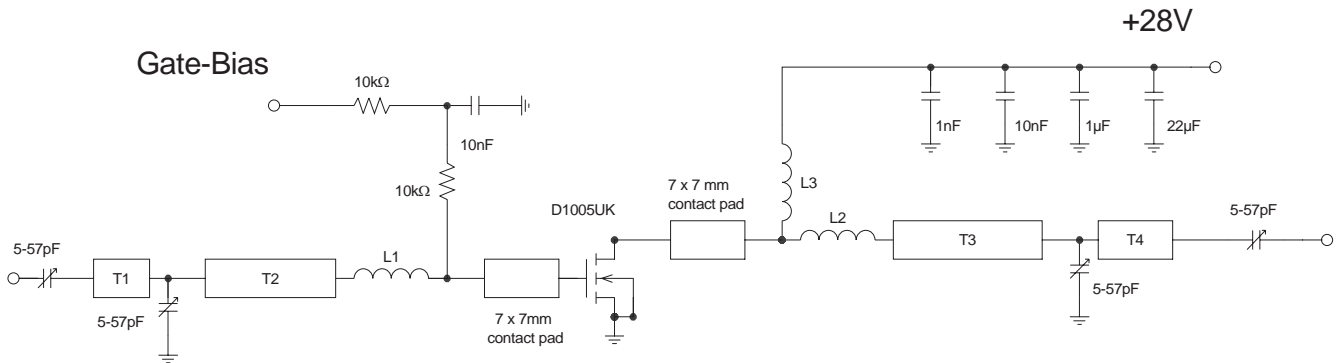 +28V
Gate-Bias
10kΩ
1nF
10nF
1µF
22µF
10nF
10kΩ
L3
7 x 7 mm
contact pad
D1005UK
L2
5-57pF
T3
T4
5-57pF
L1
T1
T2
5-57pF
5-57pF
7 x 7mm
contact pad